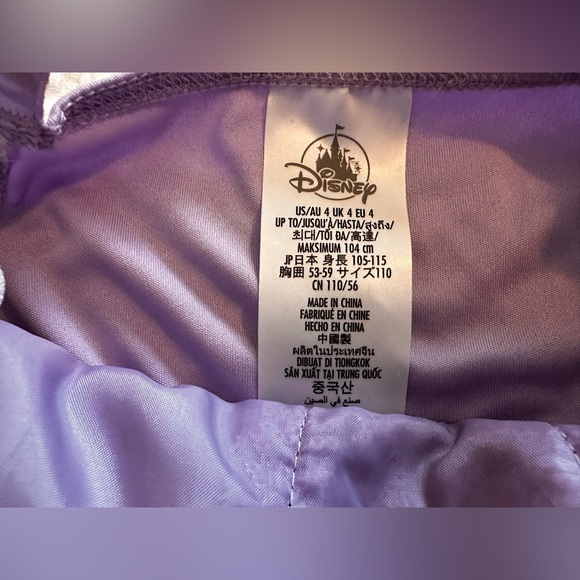 Disney
US/AU 4 UK 4 EU 4
UP TO/JUSQU'À/HASTA/สูงถึง/
최대/TỐI ĐA/高達/
MAKSIMUM 104 cm
JP日本 身長 105-115
胸囲 53-59 サイズ110
CN 110/56
MADE IN CHINA
FABRIQUÉ EN CHINE
HECHO EN CHINA
中國製
ผลิตในประเทศจีน
DIBUAT DI TIONGKOK
SẢN XUẤT TẠI TRUNG QUỐC
중국산
صنع في الصين